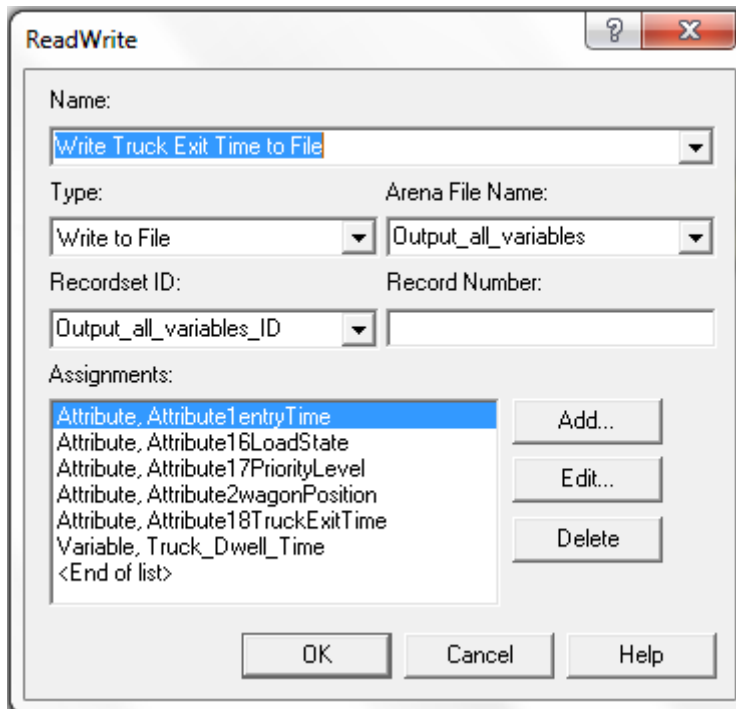 ReadWrite
?
X
Name:
Write Truck Exit Time to File
Type:
Arena File Name:
Write to File
Output_all_variables
Recordset ID:
Record Number:
Output_all_variables_ID
Assignments:
Attribute, Attribute1entryTime
Attribute, Attribute16LoadState
Attribute, Attribute17PriorityLevel
Attribute, Attribute2wagonPosition
Attribute, Attribute18TruckExitTime
Variable, Truck_Dwell_Time
<End of list>
Add...
Edit...
Delete
OK
Cancel
Help